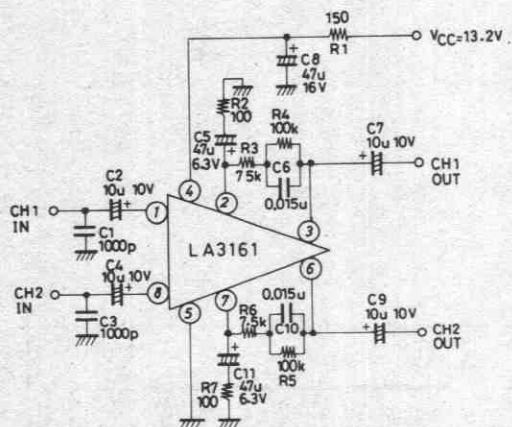 150
R1
VCC=13.2V
C8
47u
16V
R2
100
C5
47u
6.3V
R3
7.5k
R4
100k
C6
0.015u
C7
10u 10V
CH1
OUT
CH1
IN
C2
10u 10V
C1
1000p
1
4
2
3
LA3161
6
CH2
IN
C4
10u 10V
C3
1000p
8
5
7
R6
7.5k
0.015u
C10
100k
R5
C9
10u 10V
CH2
OUT
C11
47u
6.3V
R7
100